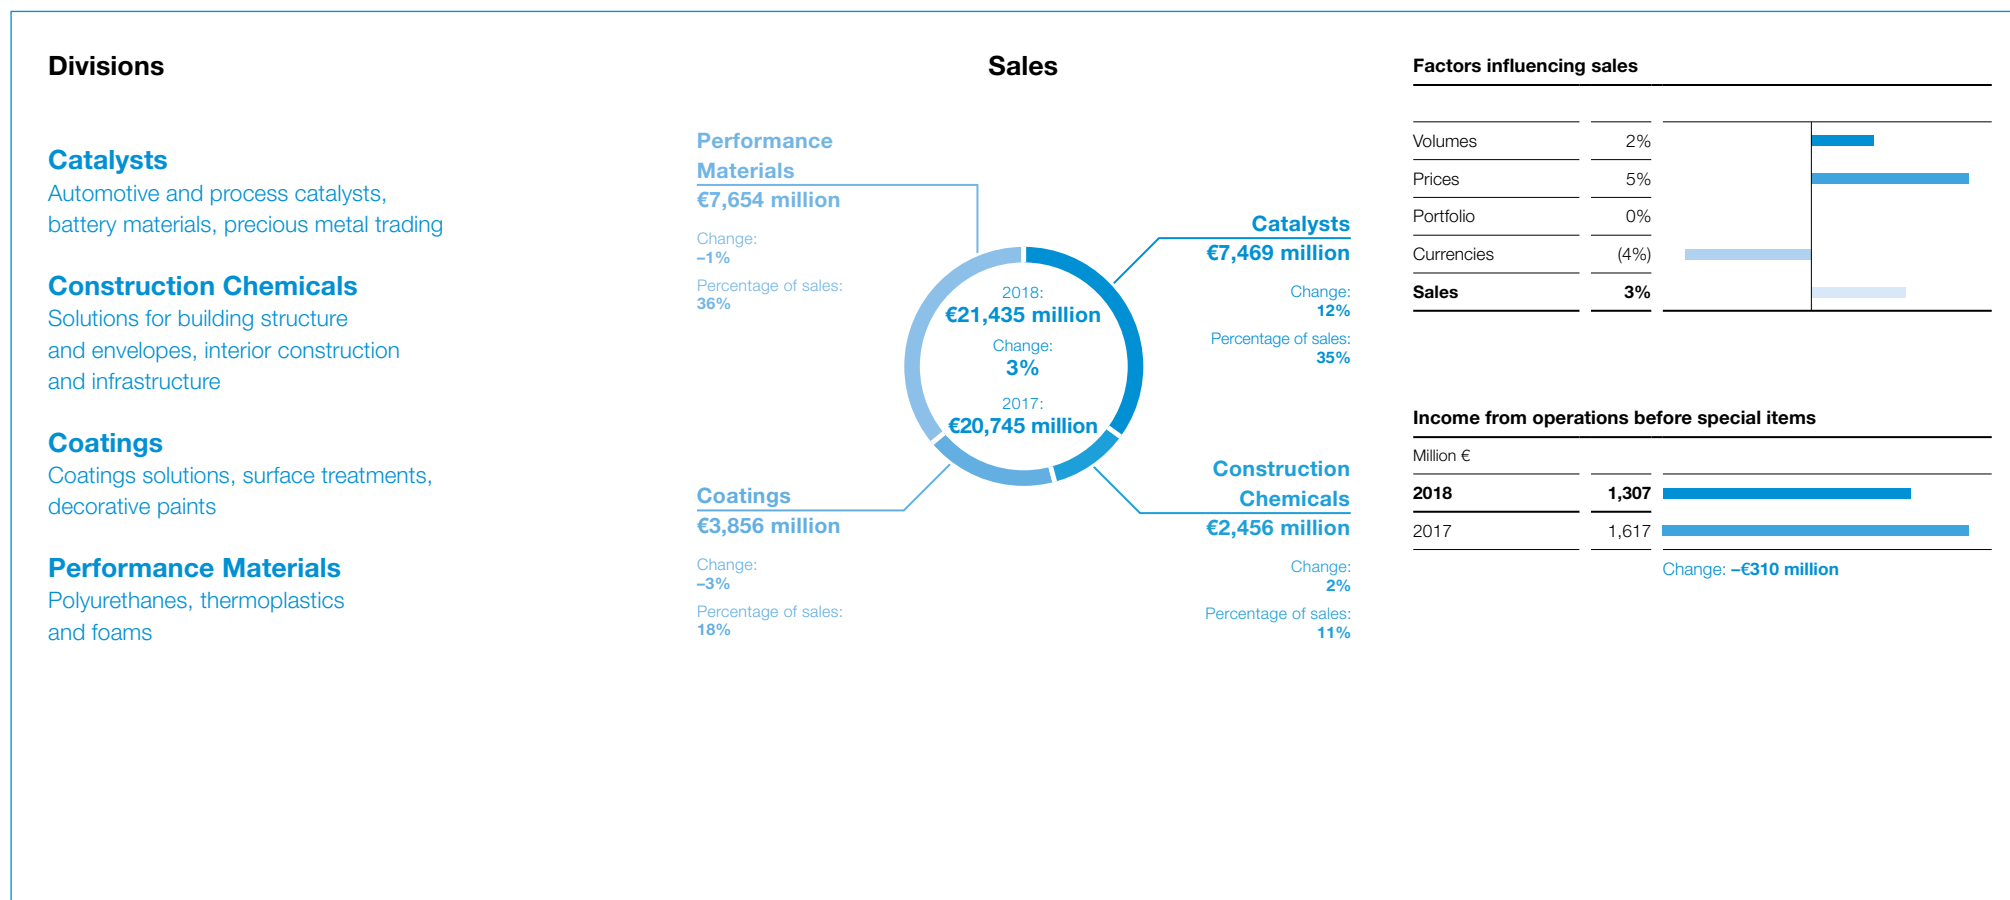 Divisions
Catalysts
Automotive and process catalysts,
battery materials, precious metal trading
Construction Chemicals
Solutions for building structure
and envelopes, interior construction
and infrastructure
Coatings
Coatings solutions, surface treatments,
decorative paints
Performance Materials
Polyurethanes, thermoplastics
and foams
Sales
Performance
Materials
€7,654 million
Change:
–1%
Percentage of sales:
36%
Catalysts
€7,469 million
Change:
12%
Percentage of sales:
35%
2018:
€21,435 million
Change:
3%
2017:
€20,745 million
Coatings
€3,856 million
Change:
–3%
Percentage of sales:
18%
Construction
Chemicals
€2,456 million
Change:
2%
Percentage of sales:
11%
Factors influencing sales
Volumes 2%
Prices 5%
Portfolio 0%
Currencies (4%)
Sales 3%
Income from operations before special items
Million €
2018 1,307
2017 1,617
Change: –€310 million